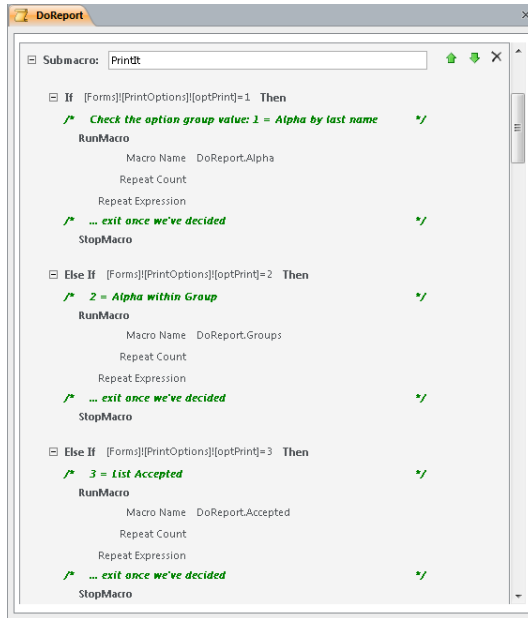 DoReport
Submacro: PrintIt
If [Forms]![PrintOptions]![optPrint]=1 Then
/* Check the option group value: 1 = Alpha by last name */
RunMacro
Macro Name DoReport.Alpha
Repeat Count
Repeat Expression
/* ... exit once we've decided */
StopMacro
Else If [Forms]![PrintOptions]![optPrint]=2 Then
/* 2 = Alpha within Group */
RunMacro
Macro Name DoReport.Groups
Repeat Count
Repeat Expression
/* ... exit once we've decided */
StopMacro
Else If [Forms]![PrintOptions]![optPrint]=3 Then
/* 3 = List Accepted */
RunMacro
Macro Name DoReport.Accepted
Repeat Count
Repeat Expression
/* ... exit once we've decided */
StopMacro